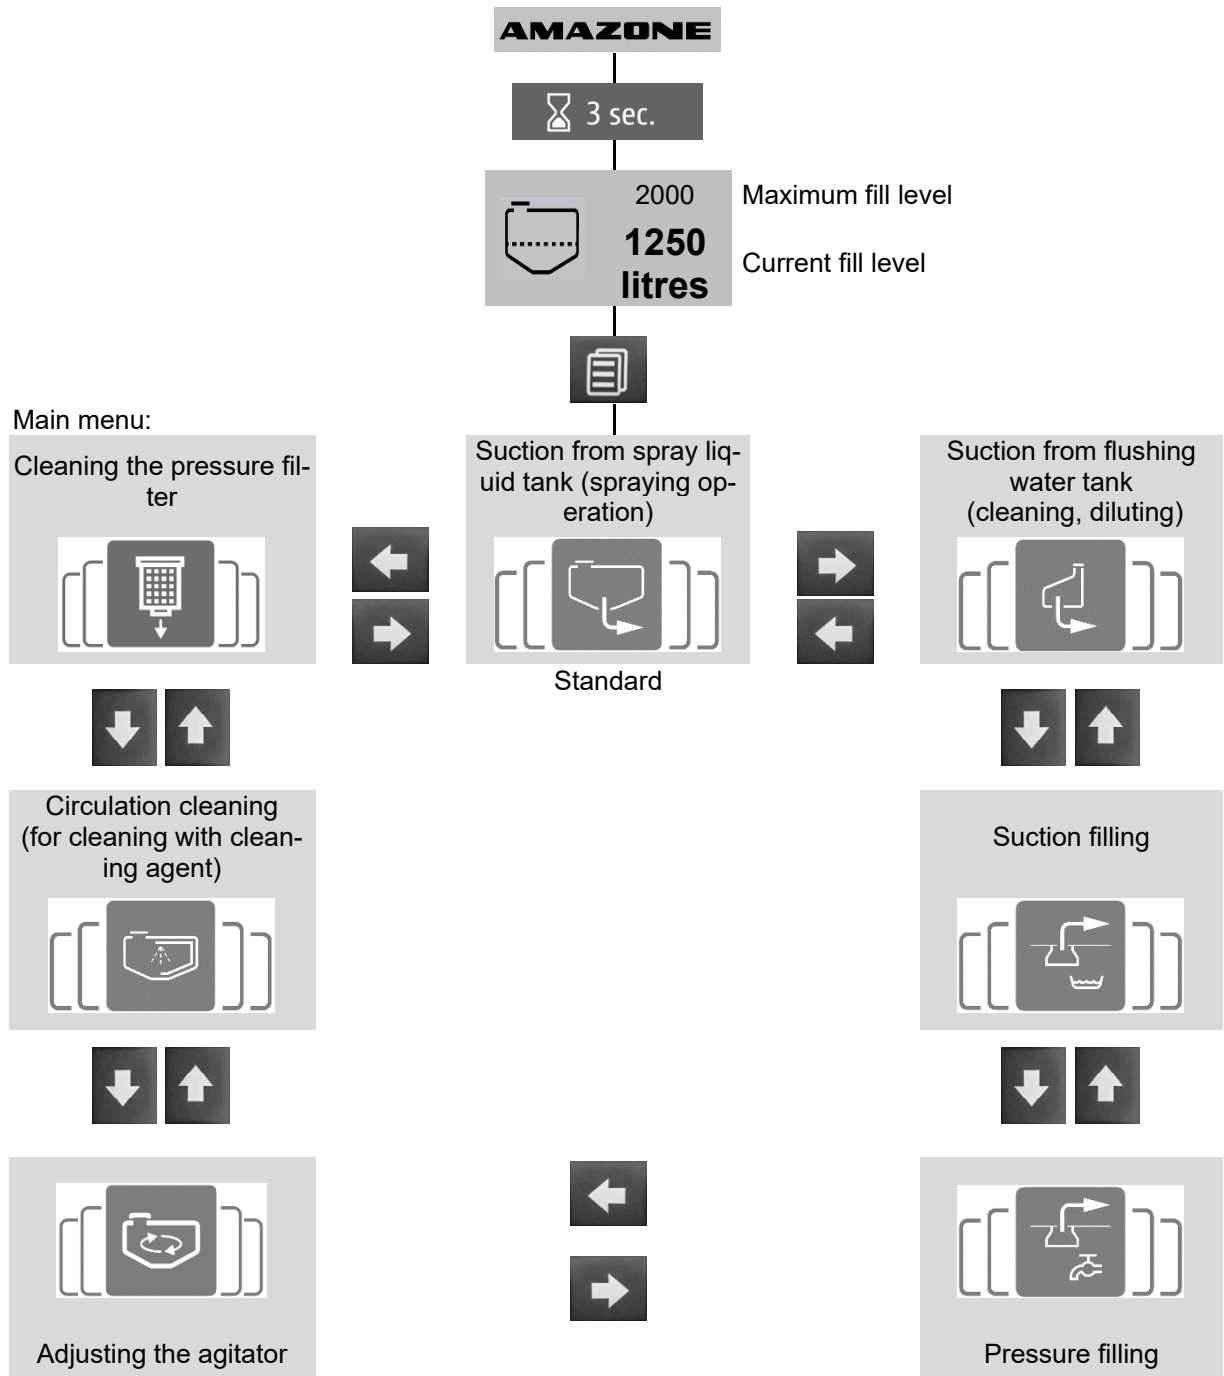 AMAZONE
3 sec.
2000
Maximum fill level
1250
litres
Current fill level
Main menu:
Cleaning the pressure fil-
ter
Suction from spray liq-
uid tank (spraying op-
eration)
Suction from flushing
water tank
(cleaning, diluting)
Standard
Circulation cleaning
(for cleaning with clean-
ing agent)
Suction filling
Adjusting the agitator
Pressure filling